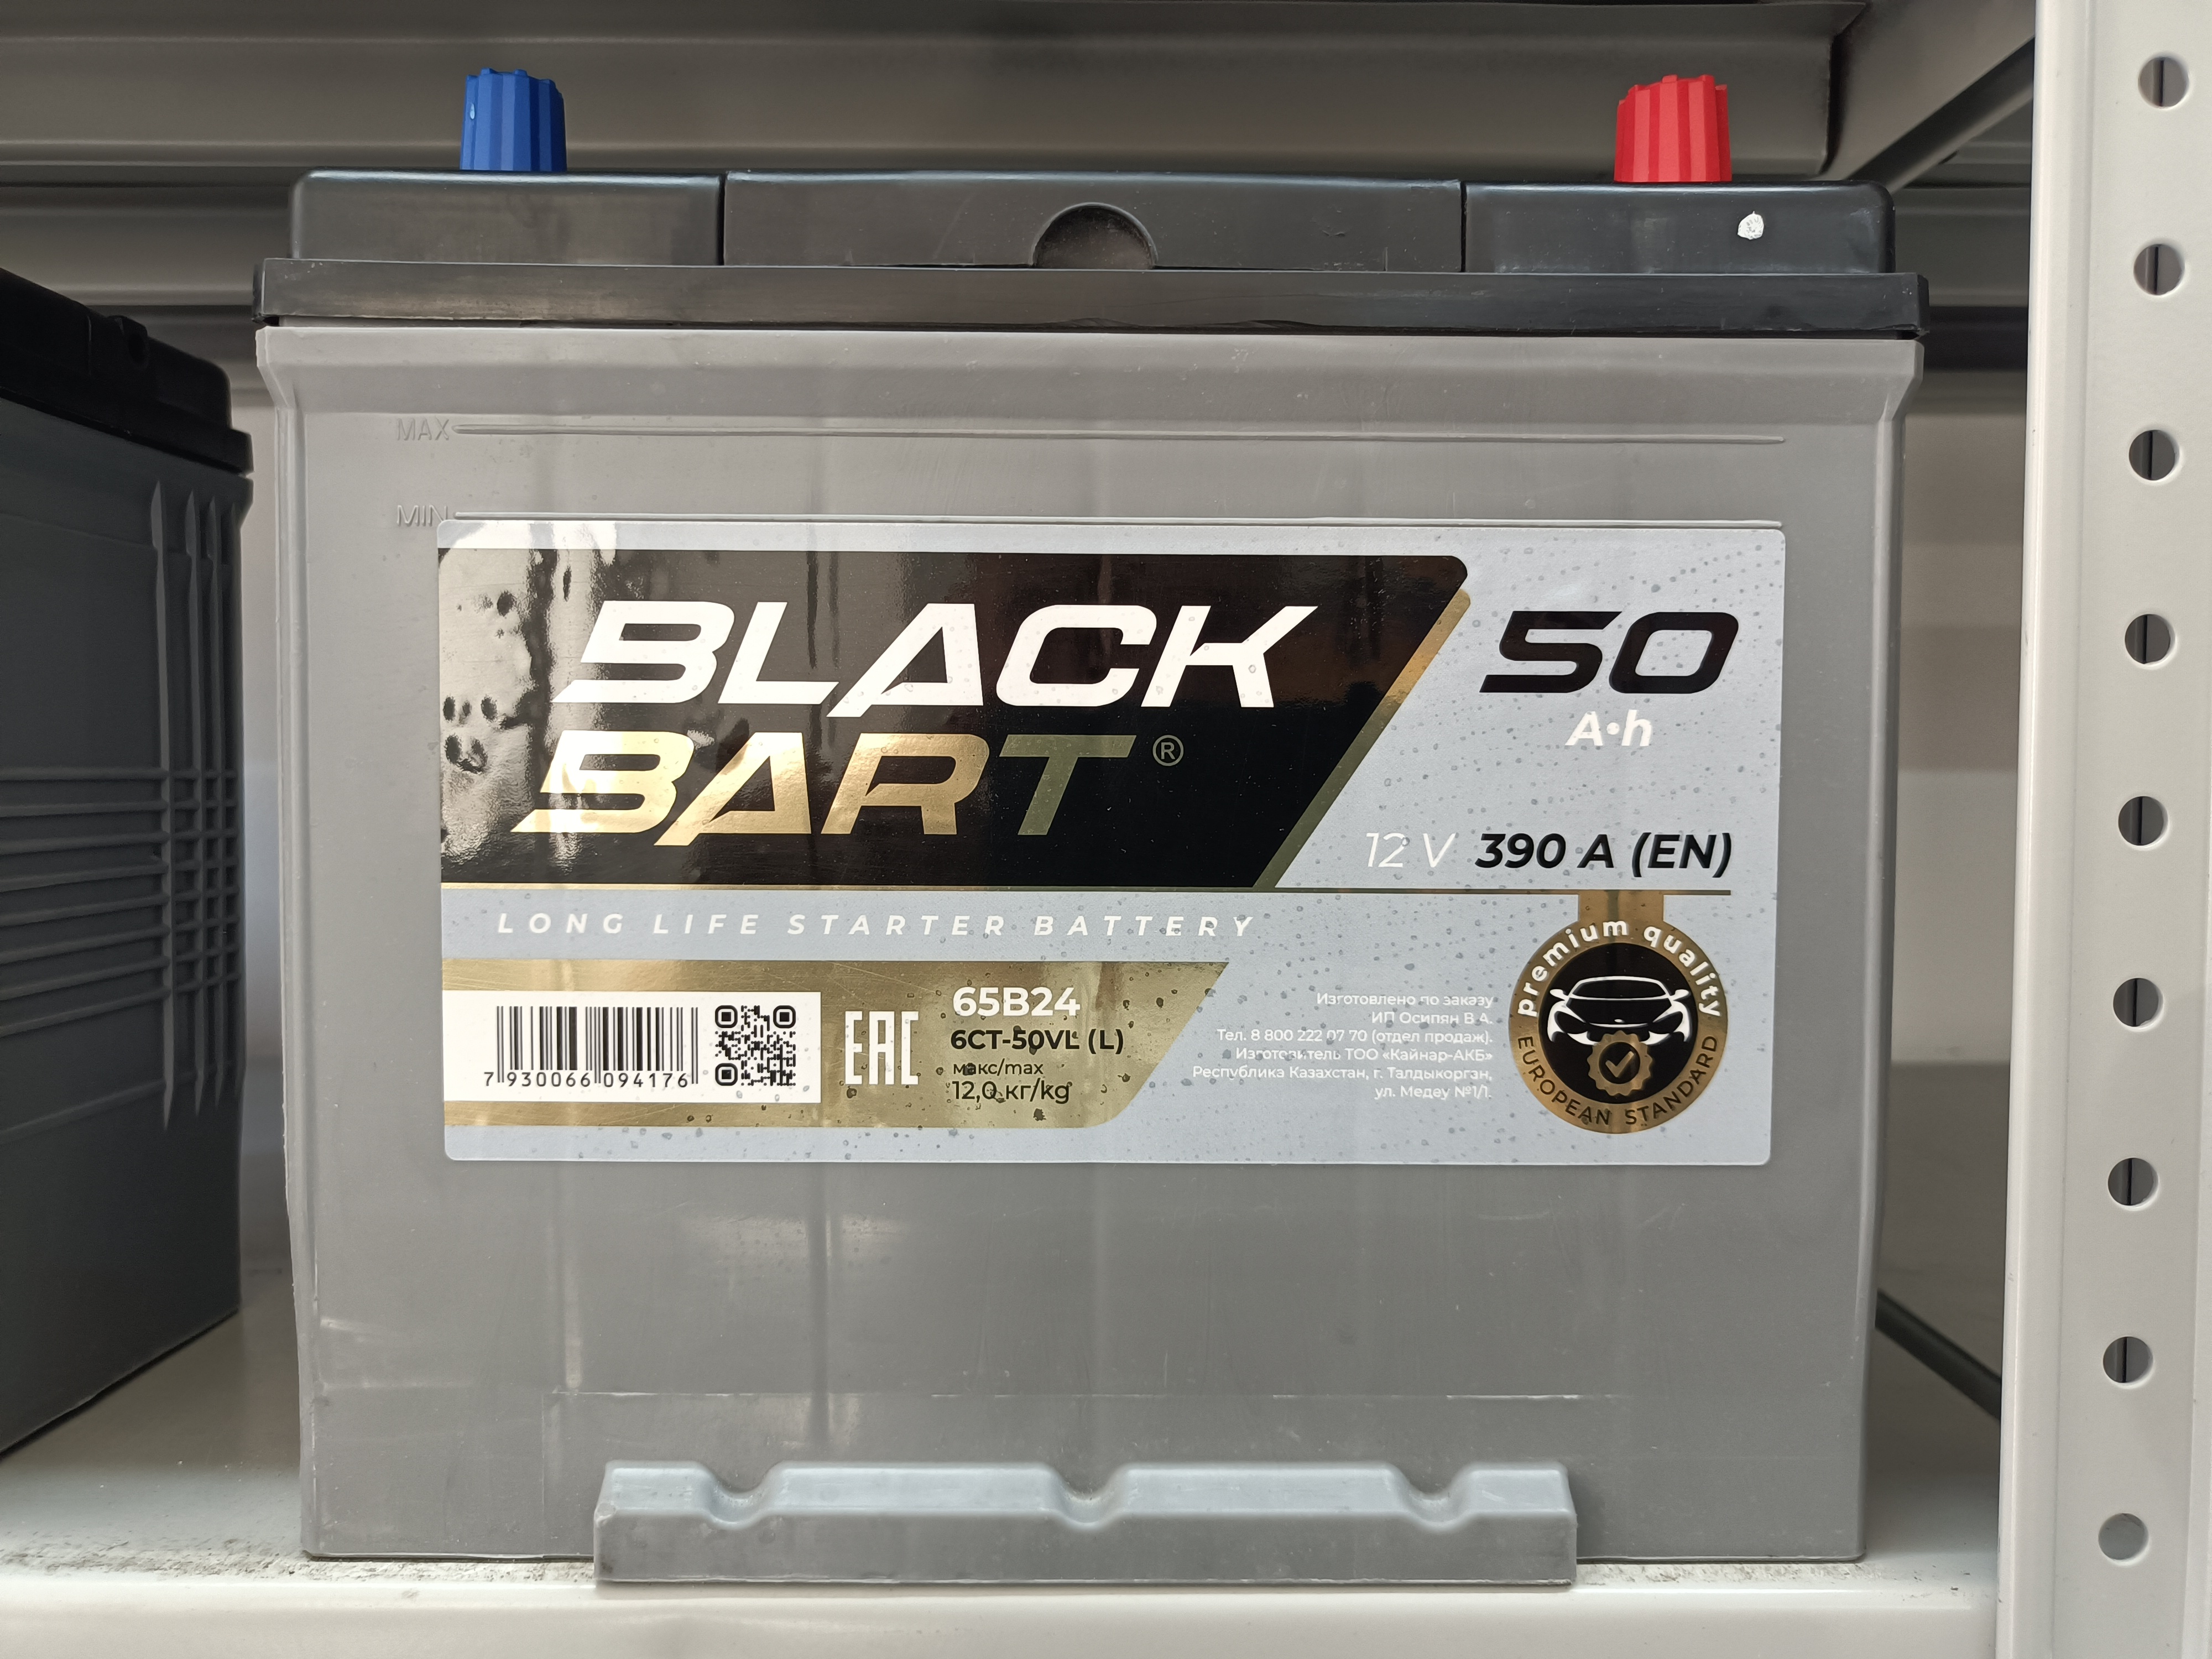 MAX
MIN
BLACK
BART ®
50
A·h
12 V 390 A (EN)
LONG LIFE STARTER BATTERY
premium quality
EUROPEAN STANDARD
7 930066 094176
EAC
65B24
6СТ-50VL (L)
макс/max
12,0 кг/kg
Изготовлено по заказу
ИП Осипян В.А.
Тел. 8 800 222 07 70 (отдел продаж).
Изготовитель ТОО «Кайнар-АКБ»
Республика Казахстан, г. Талдыкорган,
ул. Медеу №1/1.